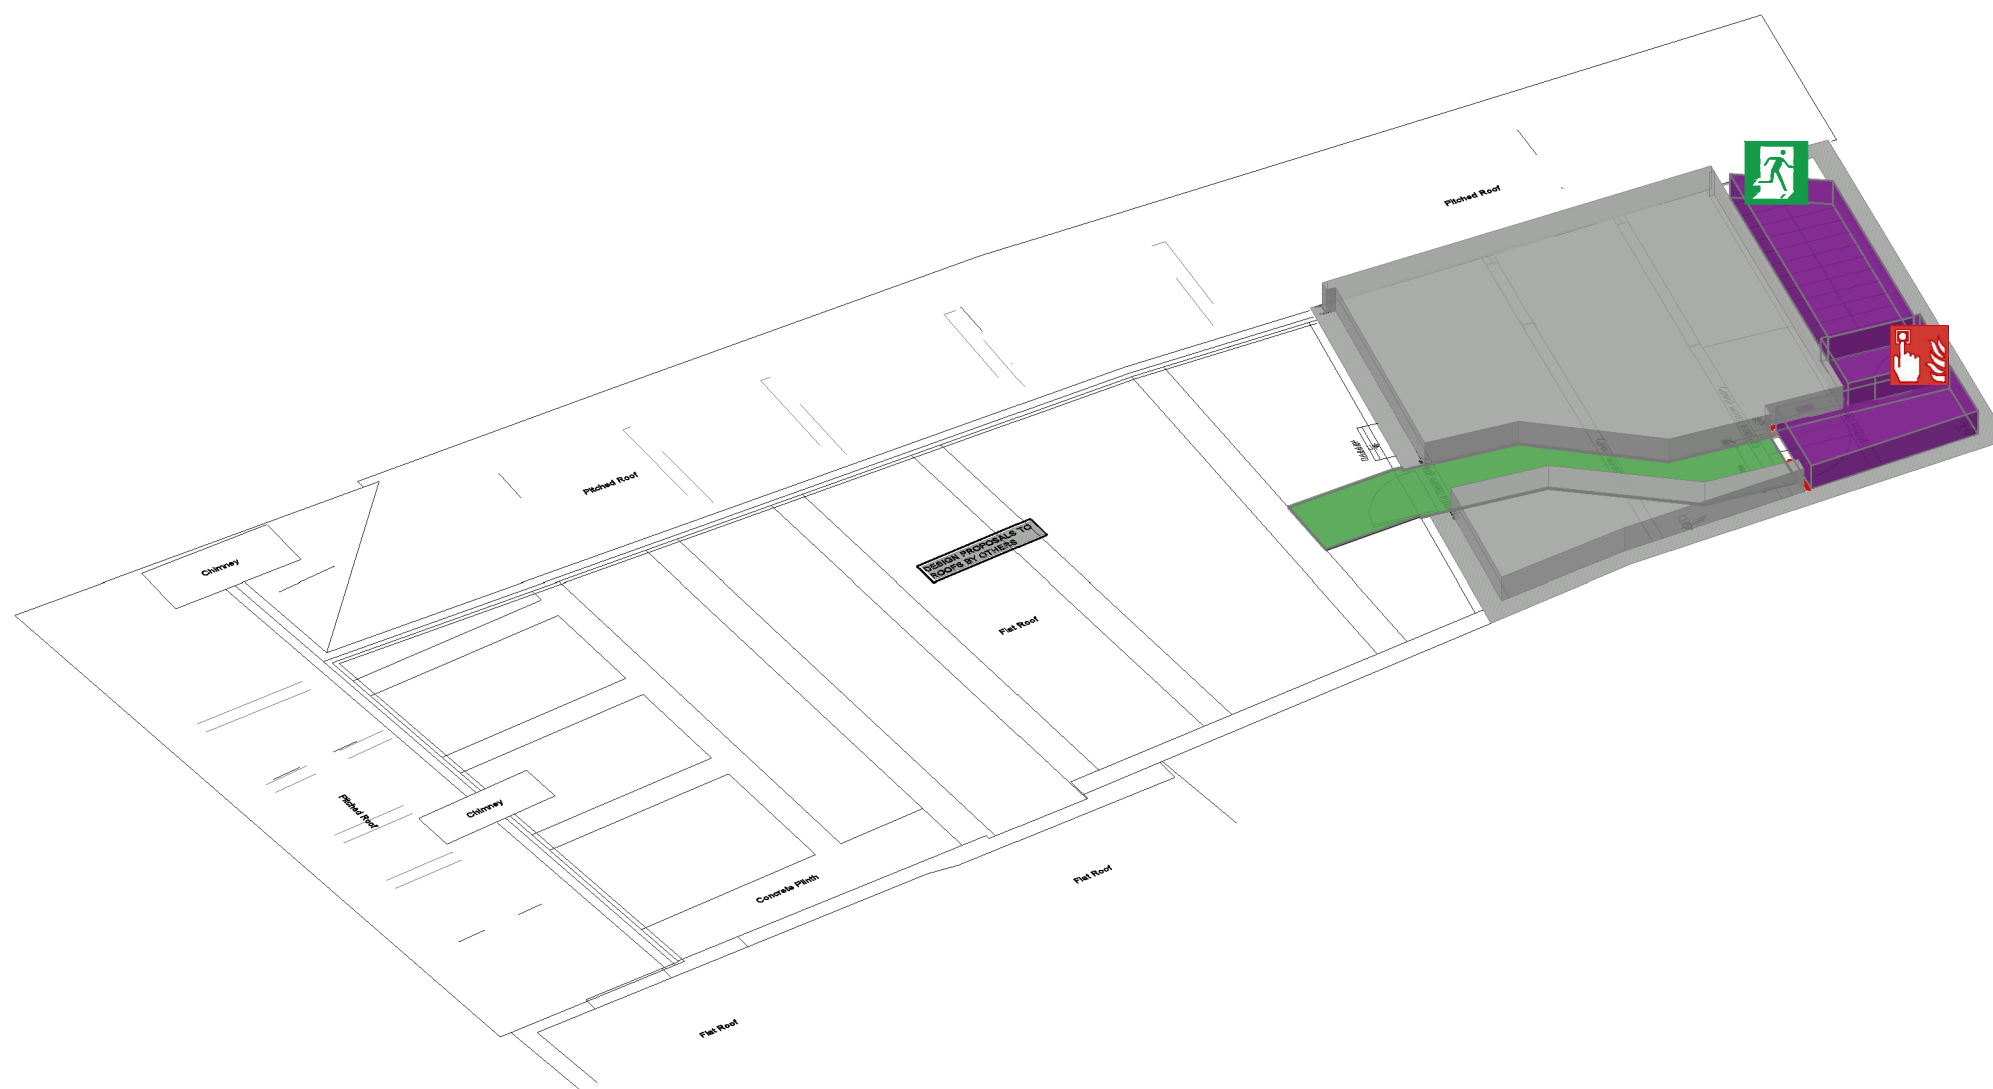 Pitched Roof
Pitched Roof
DESIGN PROPOSALS TO
ROOFS BY OTHERS
Chimney
Flat Roof
Pitched Roof
Chimney
Flat Roof
Concrete Plinth
Flat Roof